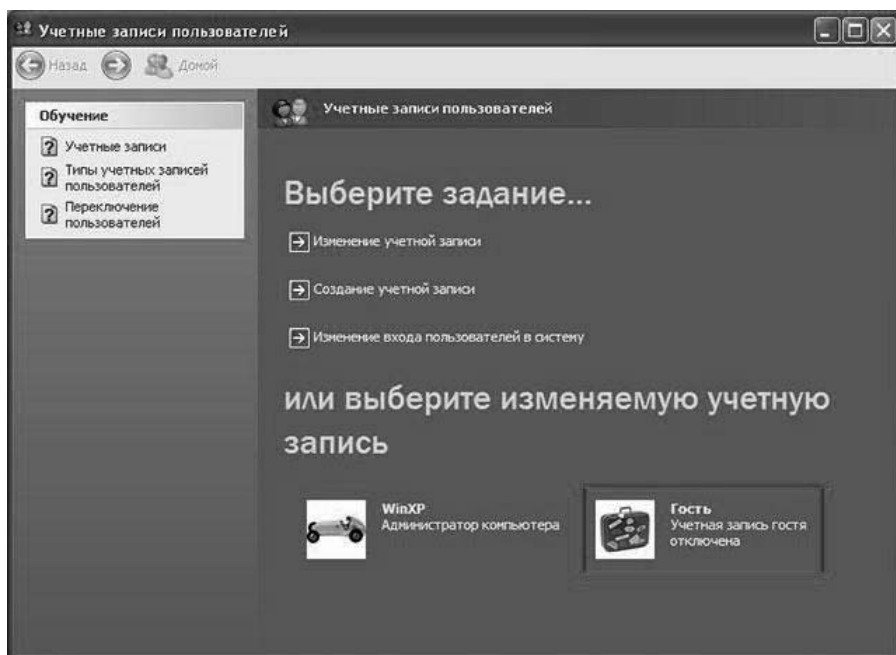 Учетные записи пользователей
Назад
Домой
Обучение
Учетные записи
Типы учетных записей
пользователей
Переключение
пользователей
Учетные записи пользователей
Выберите задание...
Изменение учетной записи
Создание учетной записи
Изменение входа пользователей в систему
или выберите изменяемую учетную
запись
WinXP
Администратор компьютера
Гость
Учетная запись гостя
отключена